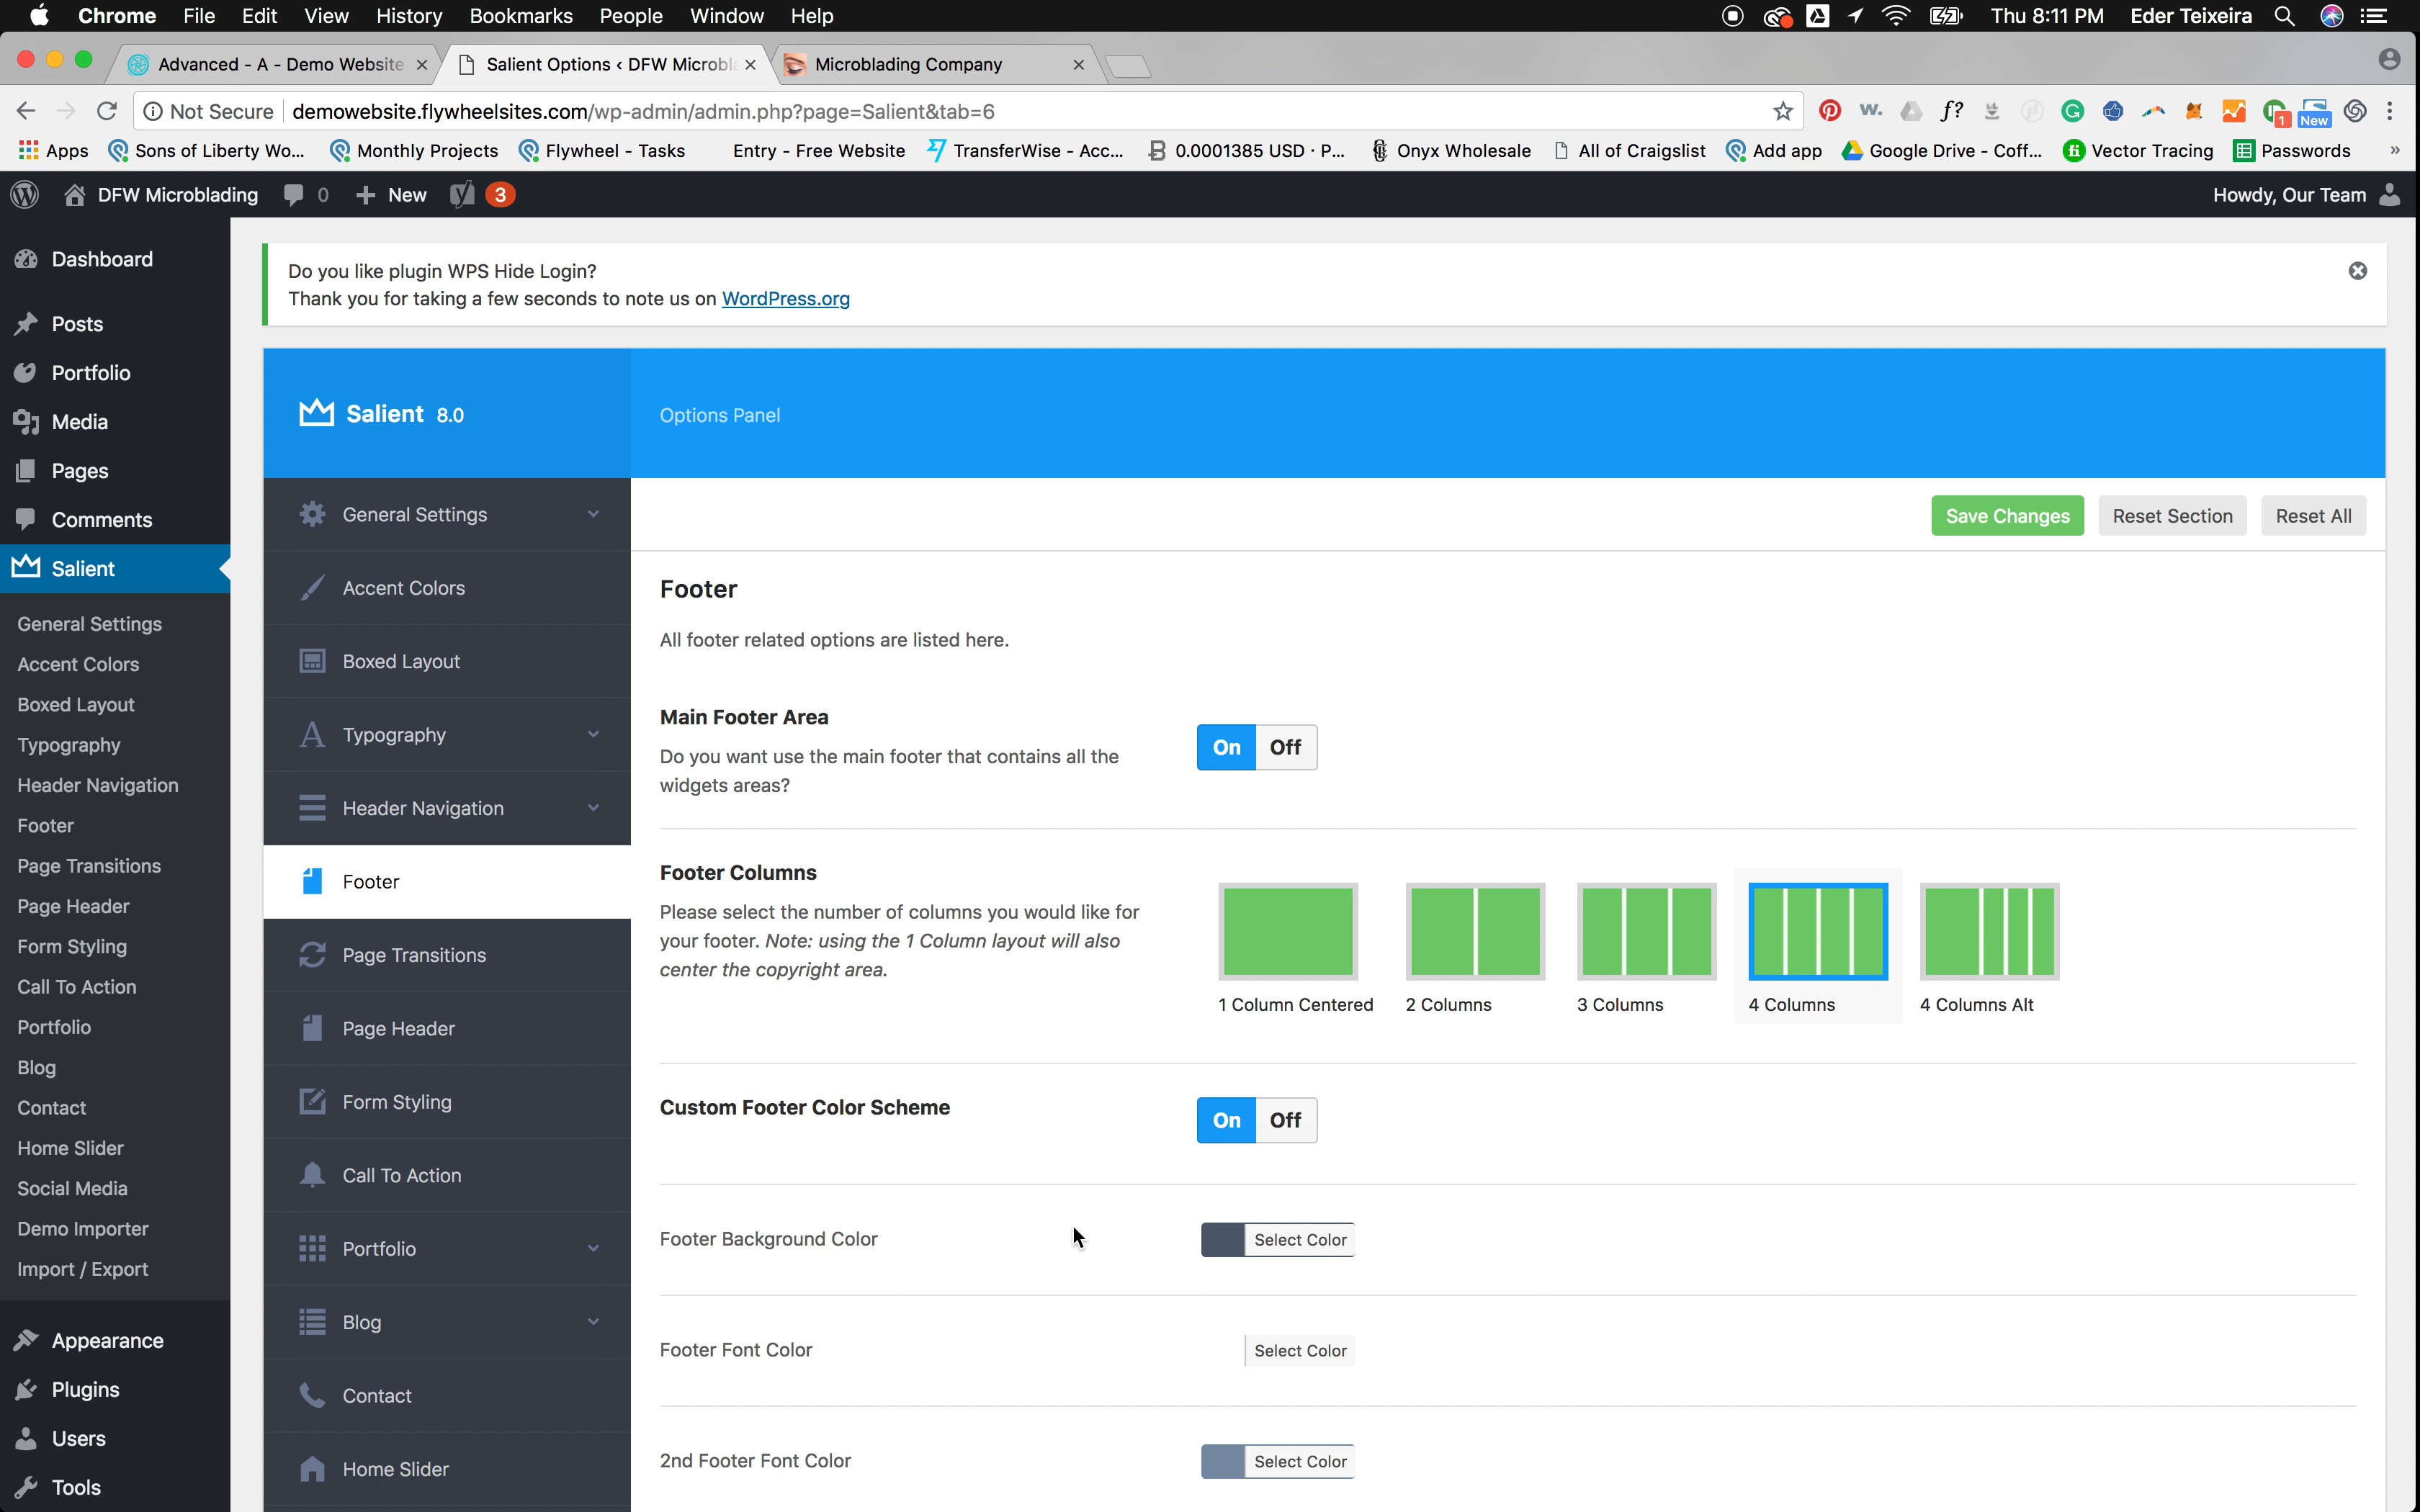 Chrome File Edit View History Bookmarks People Window Help Thu 8:11 PM Eder Teixeira
Advanced - A - Demo Website Salient Options ‹ DFW Microbl Microblading Company
Not Secure demowebsite.flywheelsites.com/wp-admin/admin.php?page=Salient&tab=6
w. f? 1 New
Apps Sons of Liberty Wo... Monthly Projects Flywheel - Tasks Entry - Free Website TransferWise - Acc... 0.0001385 USD · P... Onyx Wholesale All of Craigslist Add app Google Drive - Coff... Vector Tracing Passwords »
DFW Microblading 0 New 3 Howdy, Our Team
Dashboard
Posts
Portfolio
Media
Pages
Comments
Salient
General Settings
Accent Colors
Boxed Layout
Typography
Header Navigation
Footer
Page Transitions
Page Header
Form Styling
Call To Action
Portfolio
Blog
Contact
Home Slider
Social Media
Demo Importer
Import / Export
Appearance
Plugins
Users
Tools
Do you like plugin WPS Hide Login?
Thank you for taking a few seconds to note us on WordPress.org
Salient 8.0 Options Panel
General Settings
Accent Colors
Boxed Layout
Typography
Header Navigation
Footer
Page Transitions
Page Header
Form Styling
Call To Action
Portfolio
Blog
Contact
Home Slider
Save Changes Reset Section Reset All
Footer
All footer related options are listed here.
Main Footer Area
Do you want use the main footer that contains all the
widgets areas?
On Off
Footer Columns
Please select the number of columns you would like for
your footer. Note: using the 1 Column layout will also
center the copyright area.
1 Column Centered 2 Columns 3 Columns 4 Columns 4 Columns Alt
Custom Footer Color Scheme On Off
Footer Background Color Select Color
Footer Font Color Select Color
2nd Footer Font Color Select Color